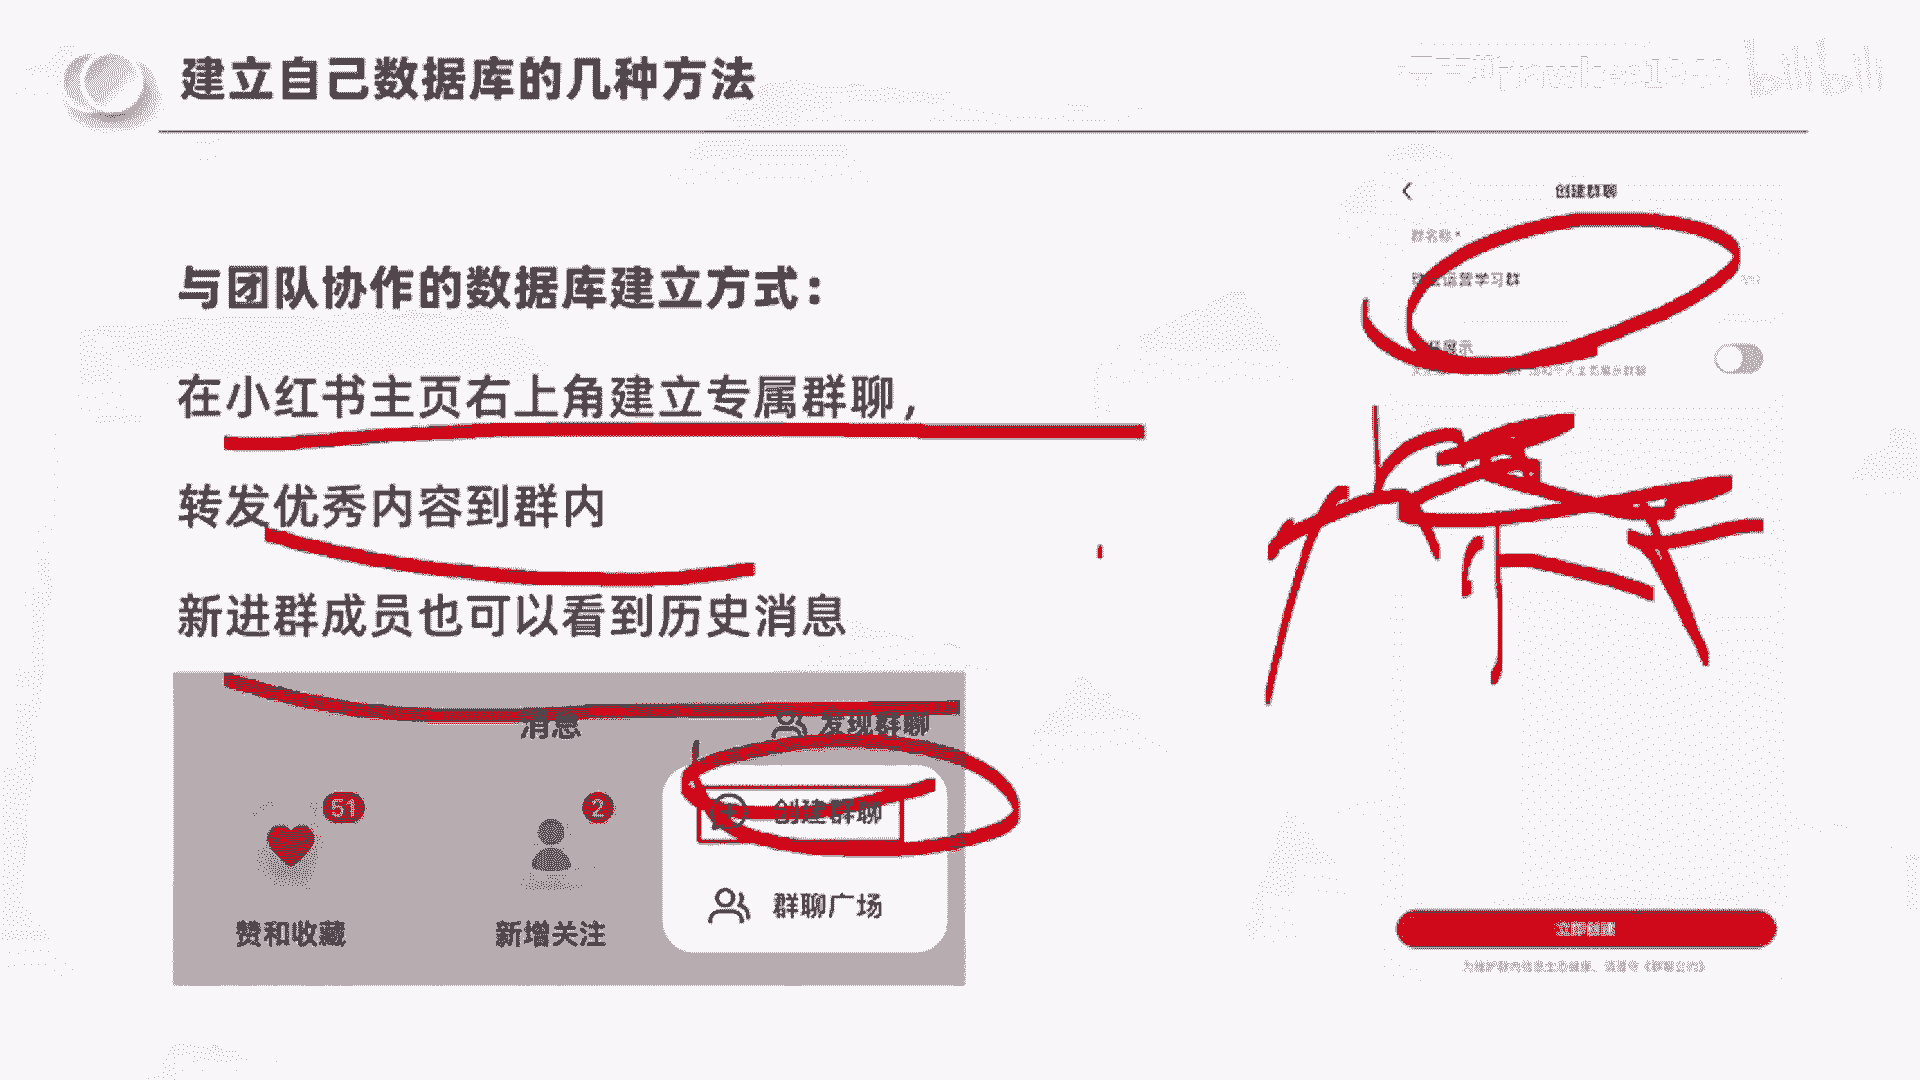 建立自己数据库的几种方法
bilibili
与团队协作的数据库建立方式：
在小红书主页右上角建立专属群聊，
转发优秀内容到群内
新进群成员也可以看到历史消息
消息
发现群聊
51
2
创建群聊
群聊广场
赞和收藏
新增关注
创建群聊
群名称*
运营学习群
展示
立即创建